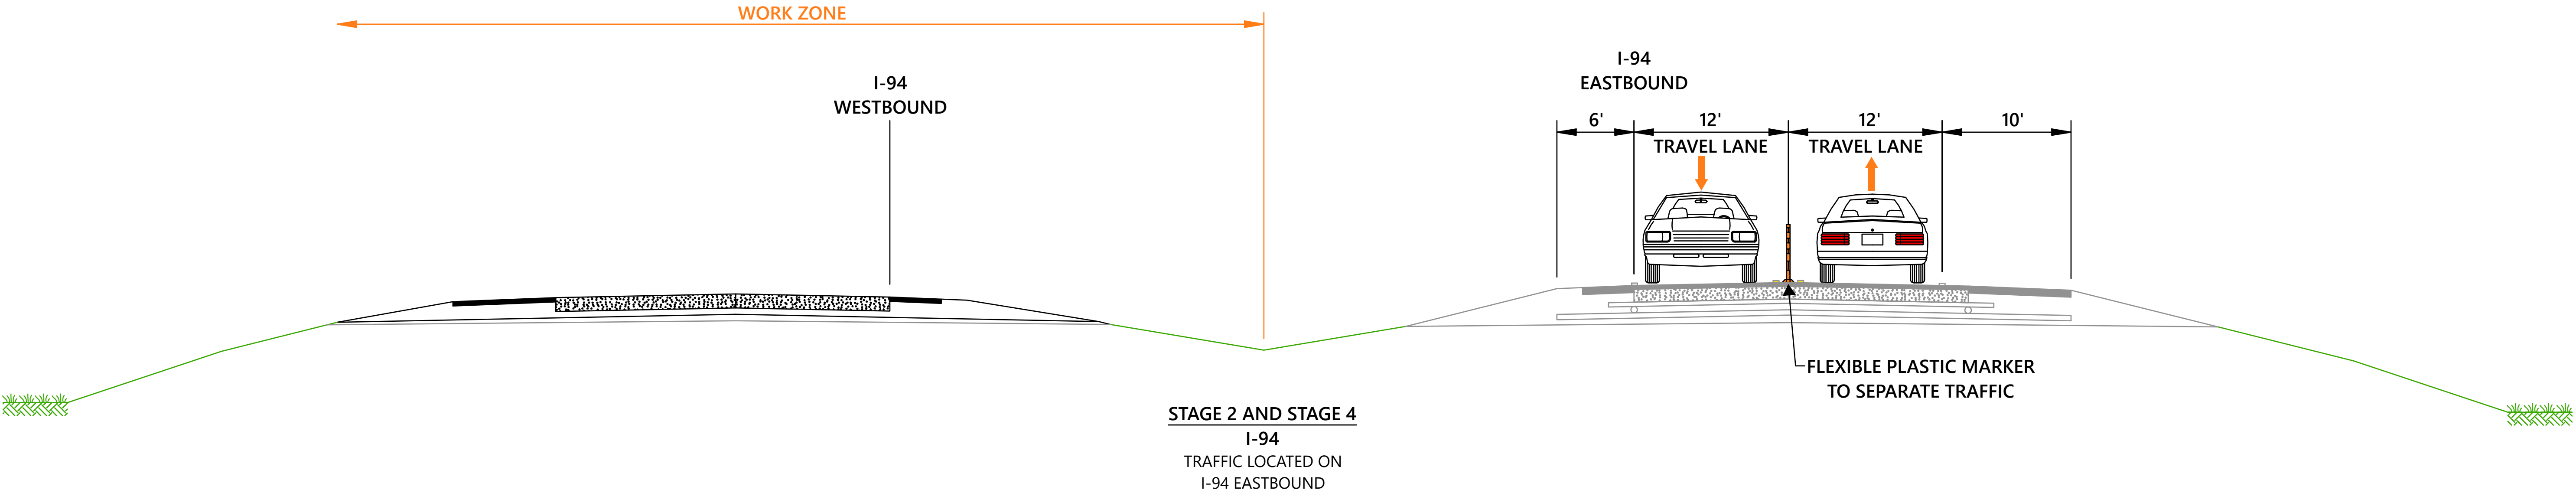 WORK ZONE
I-94
WESTBOUND
I-94
EASTBOUND
6' 12' 12' 10'
TRAVEL LANE TRAVEL LANE
FLEXIBLE PLASTIC MARKER
TO SEPARATE TRAFFIC
STAGE 2 AND STAGE 4
I-94
TRAFFIC LOCATED ON
I-94 EASTBOUND